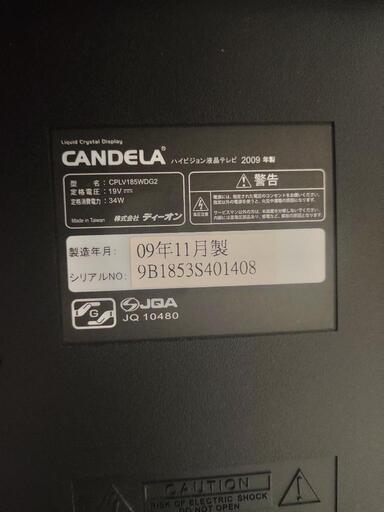 Liquid Crystal Display
CANDELA ハイビジョン液晶テレビ 2009 年製
型 名 : CPLV185WDG2
定格電圧 : 19V
定格消費電力 : 34W
Made in Taiwan 株式会社 ディーオン
警告
高圧注意
製造年月: 09年11月製
シリアルNO: 9B1853S401408
G
JQA
JQ 10480
CAUTION
RISK OF ELECTRIC SHOCK
DO NOT OPEN